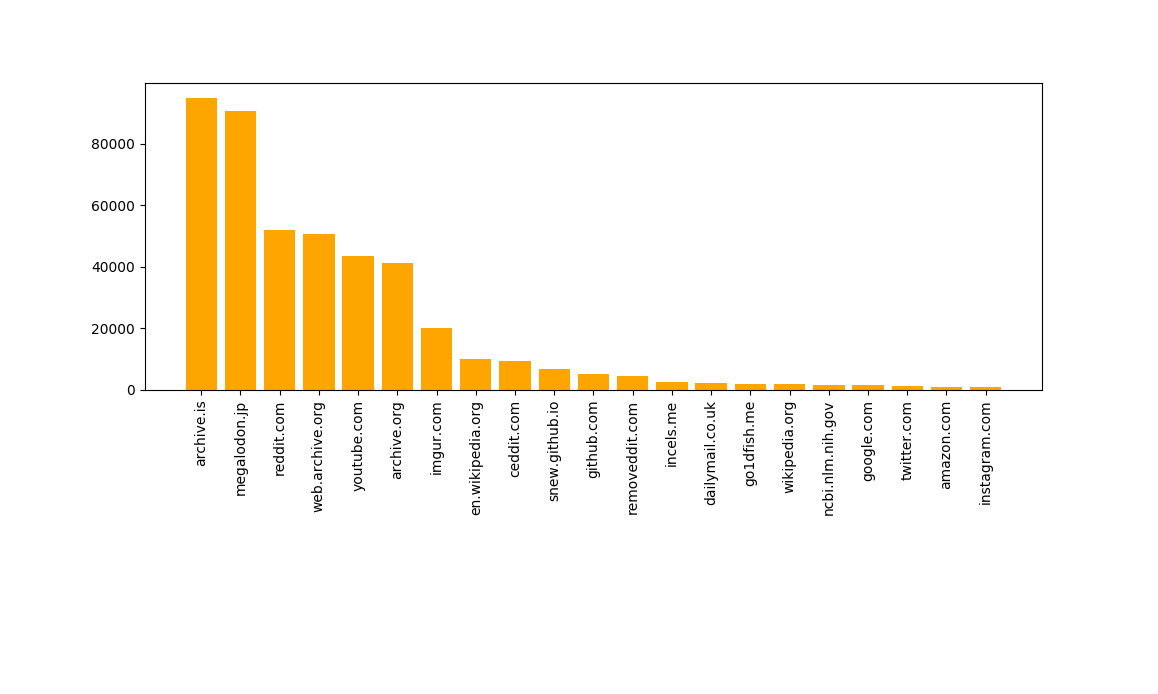 80000
60000
40000
20000
0
archive.is
megalodon.jp
reddit.com
web.archive.org
youtube.com
archive.org
imgur.com
en.wikipedia.org
ceddit.com
snew.github.io
github.com
removeddit.com
incels.me
dailymail.co.uk
go1dfish.me
wikipedia.org
ncbi.nlm.nih.gov
google.com
twitter.com
amazon.com
instagram.com